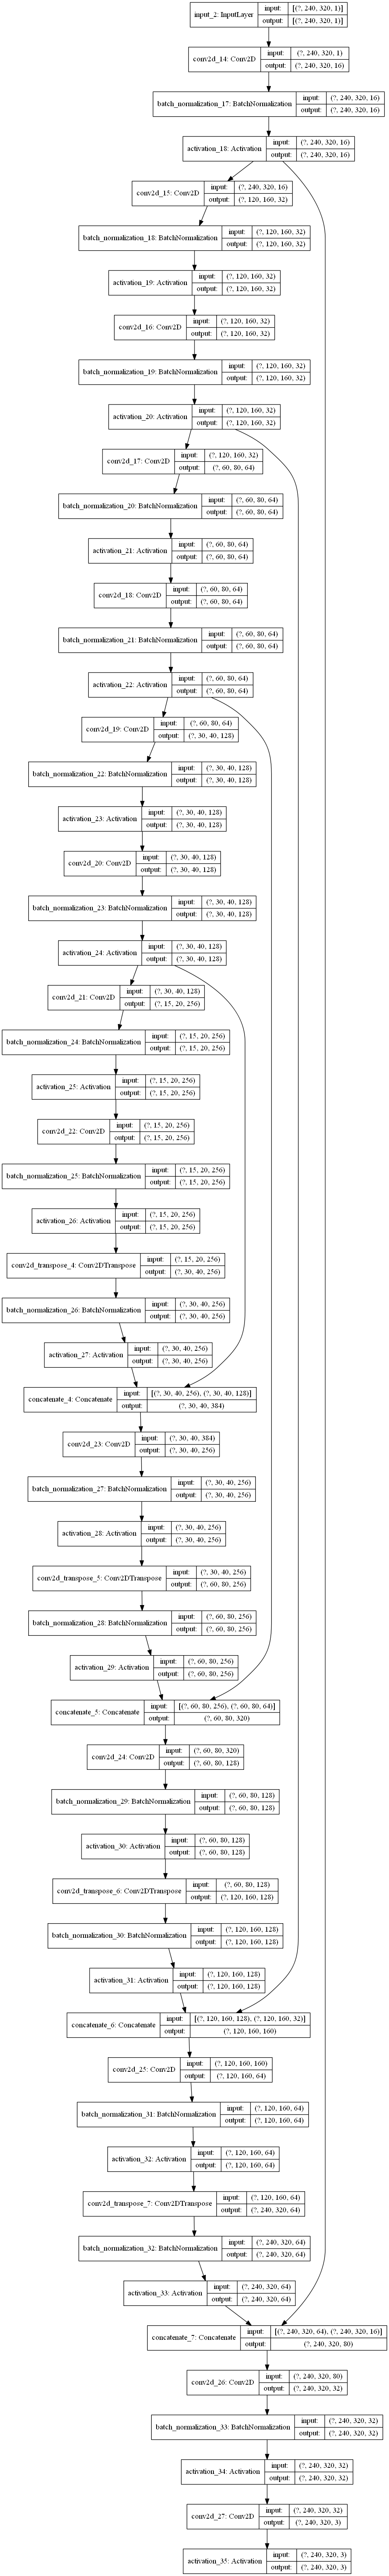 input_2: InputLayer
input: [(?, 240, 320, 1)]
output: [(?, 240, 320, 1)]
conv2d_14: Conv2D
input: (?, 240, 320, 1)
output: (?, 240, 320, 16)
batch_normalization_17: BatchNormalization
input: (?, 240, 320, 16)
output: (?, 240, 320, 16)
activation_18: Activation
input: (?, 240, 320, 16)
output: (?, 240, 320, 16)
conv2d_15: Conv2D
input: (?, 240, 320, 16)
output: (?, 120, 160, 32)
batch_normalization_18: BatchNormalization
input: (?, 120, 160, 32)
output: (?, 120, 160, 32)
activation_19: Activation
input: (?, 120, 160, 32)
output: (?, 120, 160, 32)
conv2d_16: Conv2D
input: (?, 120, 160, 32)
output: (?, 120, 160, 32)
batch_normalization_19: BatchNormalization
input: (?, 120, 160, 32)
output: (?, 120, 160, 32)
activation_20: Activation
input: (?, 120, 160, 32)
output: (?, 120, 160, 32)
conv2d_17: Conv2D
input: (?, 120, 160, 32)
output: (?, 60, 80, 64)
batch_normalization_20: BatchNormalization
input: (?, 60, 80, 64)
output: (?, 60, 80, 64)
activation_21: Activation
input: (?, 60, 80, 64)
output: (?, 60, 80, 64)
conv2d_18: Conv2D
input: (?, 60, 80, 64)
output: (?, 60, 80, 64)
batch_normalization_21: BatchNormalization
input: (?, 60, 80, 64)
output: (?, 60, 80, 64)
activation_22: Activation
input: (?, 60, 80, 64)
output: (?, 60, 80, 64)
conv2d_19: Conv2D
input: (?, 60, 80, 64)
output: (?, 30, 40, 128)
batch_normalization_22: BatchNormalization
input: (?, 30, 40, 128)
output: (?, 30, 40, 128)
activation_23: Activation
input: (?, 30, 40, 128)
output: (?, 30, 40, 128)
conv2d_20: Conv2D
input: (?, 30, 40, 128)
output: (?, 30, 40, 128)
batch_normalization_23: BatchNormalization
input: (?, 30, 40, 128)
output: (?, 30, 40, 128)
activation_24: Activation
input: (?, 30, 40, 128)
output: (?, 30, 40, 128)
conv2d_21: Conv2D
input: (?, 30, 40, 128)
output: (?, 15, 20, 256)
batch_normalization_24: BatchNormalization
input: (?, 15, 20, 256)
output: (?, 15, 20, 256)
activation_25: Activation
input: (?, 15, 20, 256)
output: (?, 15, 20, 256)
conv2d_22: Conv2D
input: (?, 15, 20, 256)
output: (?, 15, 20, 256)
batch_normalization_25: BatchNormalization
input: (?, 15, 20, 256)
output: (?, 15, 20, 256)
activation_26: Activation
input: (?, 15, 20, 256)
output: (?, 15, 20, 256)
conv2d_transpose_4: Conv2DTranspose
input: (?, 15, 20, 256)
output: (?, 30, 40, 256)
batch_normalization_26: BatchNormalization
input: (?, 30, 40, 256)
output: (?, 30, 40, 256)
activation_27: Activation
input: (?, 30, 40, 256)
output: (?, 30, 40, 256)
concatenate_4: Concatenate
input: [(?, 30, 40, 256), (?, 30, 40, 128)]
output: (?, 30, 40, 384)
conv2d_23: Conv2D
input: (?, 30, 40, 384)
output: (?, 30, 40, 256)
batch_normalization_27: BatchNormalization
input: (?, 30, 40, 256)
output: (?, 30, 40, 256)
activation_28: Activation
input: (?, 30, 40, 256)
output: (?, 30, 40, 256)
conv2d_transpose_5: Conv2DTranspose
input: (?, 30, 40, 256)
output: (?, 60, 80, 256)
batch_normalization_28: BatchNormalization
input: (?, 60, 80, 256)
output: (?, 60, 80, 256)
activation_29: Activation
input: (?, 60, 80, 256)
output: (?, 60, 80, 256)
concatenate_5: Concatenate
input: [(?, 60, 80, 256), (?, 60, 80, 64)]
output: (?, 60, 80, 320)
conv2d_24: Conv2D
input: (?, 60, 80, 320)
output: (?, 60, 80, 128)
batch_normalization_29: BatchNormalization
input: (?, 60, 80, 128)
output: (?, 60, 80, 128)
activation_30: Activation
input: (?, 60, 80, 128)
output: (?, 60, 80, 128)
conv2d_transpose_6: Conv2DTranspose
input: (?, 60, 80, 128)
output: (?, 120, 160, 128)
batch_normalization_30: BatchNormalization
input: (?, 120, 160, 128)
output: (?, 120, 160, 128)
activation_31: Activation
input: (?, 120, 160, 128)
output: (?, 120, 160, 128)
concatenate_6: Concatenate
input: [(?, 120, 160, 128), (?, 120, 160, 32)]
output: (?, 120, 160, 160)
conv2d_25: Conv2D
input: (?, 120, 160, 160)
output: (?, 120, 160, 64)
batch_normalization_31: BatchNormalization
input: (?, 120, 160, 64)
output: (?, 120, 160, 64)
activation_32: Activation
input: (?, 120, 160, 64)
output: (?, 120, 160, 64)
conv2d_transpose_7: Conv2DTranspose
input: (?, 120, 160, 64)
output: (?, 240, 320, 64)
batch_normalization_32: BatchNormalization
input: (?, 240, 320, 64)
output: (?, 240, 320, 64)
activation_33: Activation
input: (?, 240, 320, 64)
output: (?, 240, 320, 64)
concatenate_7: Concatenate
input: [(?, 240, 320, 64), (?, 240, 320, 16)]
output: (?, 240, 320, 80)
conv2d_26: Conv2D
input: (?, 240, 320, 80)
output: (?, 240, 320, 32)
batch_normalization_33: BatchNormalization
input: (?, 240, 320, 32)
output: (?, 240, 320, 32)
activation_34: Activation
input: (?, 240, 320, 32)
output: (?, 240, 320, 32)
conv2d_27: Conv2D
input: (?, 240, 320, 32)
output: (?, 240, 320, 3)
activation_35: Activation
input: (?, 240, 320, 3)
output: (?, 240, 320, 3)